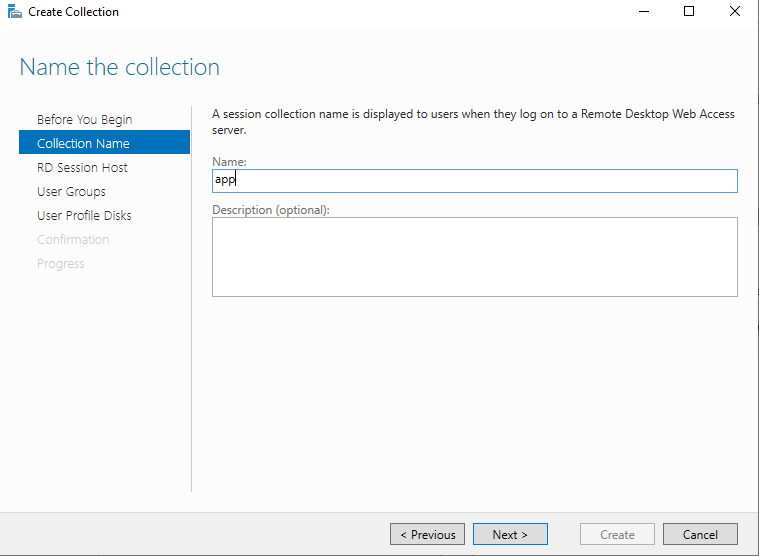 Create Collection
Name the collection
Before You Begin
Collection Name
RD Session Host
User Groups
User Profile Disks
Confirmation
Progress
A session collection name is displayed to users when they log on to a Remote Desktop Web Access
server.
Name:
app
Description (optional):
< Previous
Next >
Create
Cancel